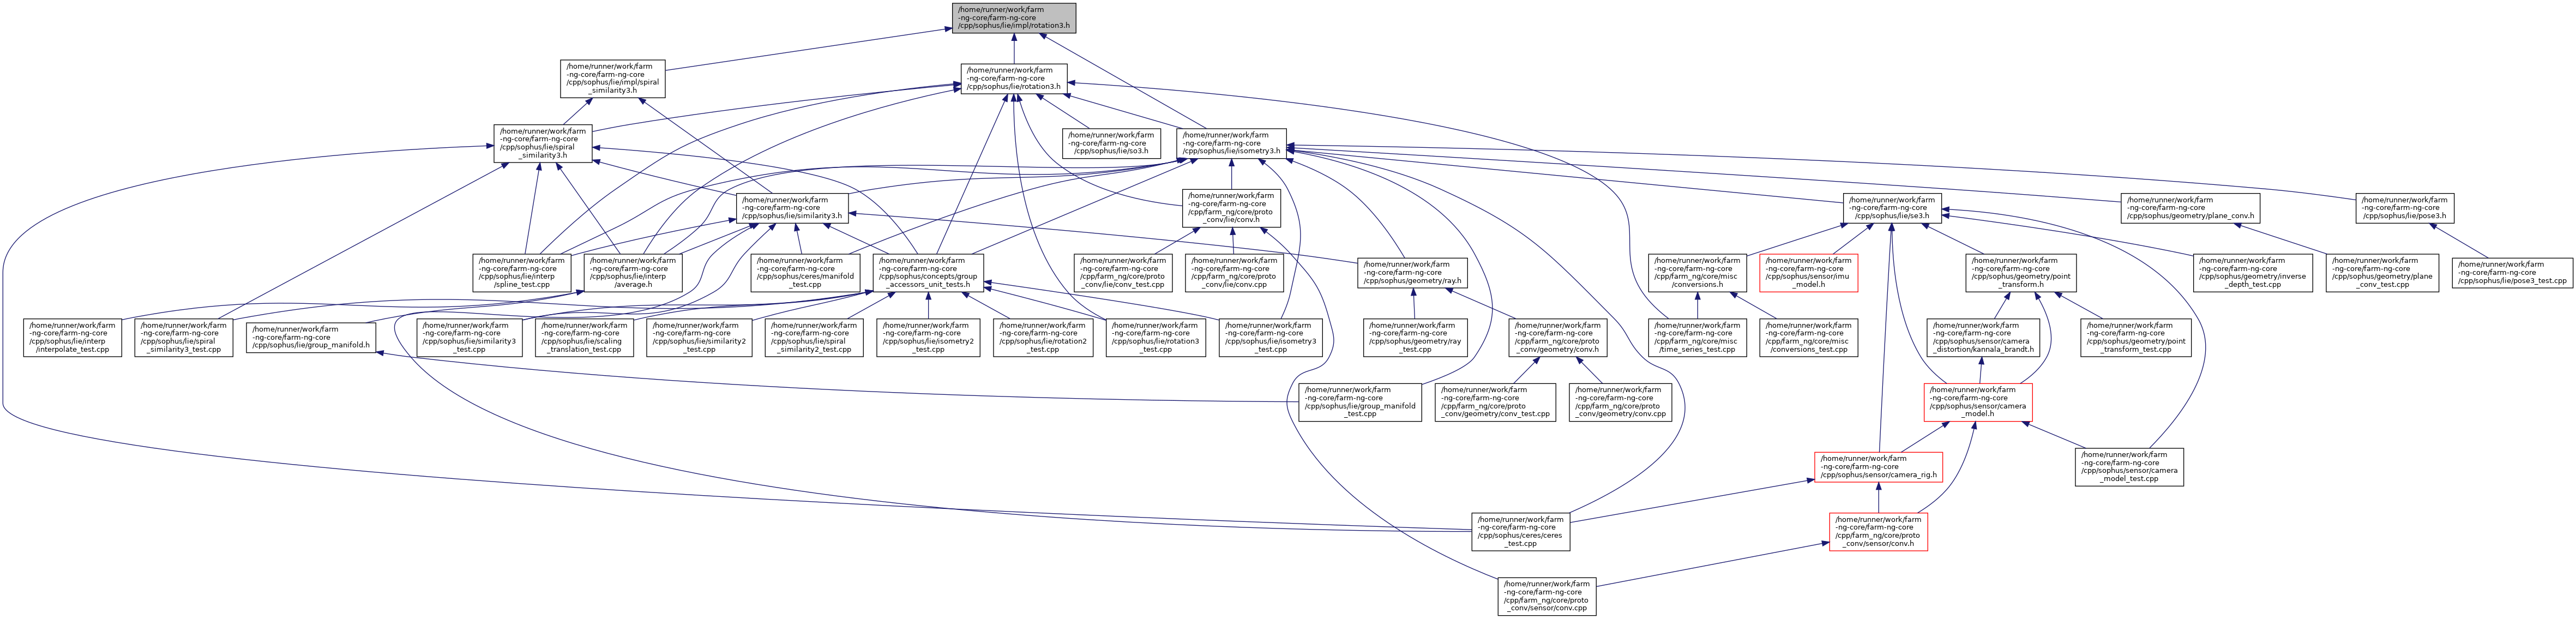 /home/runner/work/farm
-ng-core/farm-ng-core
/cpp/sophus/lie/impl/rotation3.h
/home/runner/work/farm
-ng-core/farm-ng-core
/cpp/sophus/lie/impl/spiral
_similarity3.h
/home/runner/work/farm
-ng-core/farm-ng-core
/cpp/sophus/lie/rotation3.h
/home/runner/work/farm
-ng-core/farm-ng-core
/cpp/sophus/lie/spiral
_similarity3.h
/home/runner/work/farm
-ng-core/farm-ng-core
/cpp/sophus/lie/so3.h
/home/runner/work/farm
-ng-core/farm-ng-core
/cpp/sophus/lie/isometry3.h
/home/runner/work/farm
-ng-core/farm-ng-core
/cpp/sophus/lie/similarity3.h
/home/runner/work/farm
-ng-core/farm-ng-core
/cpp/farm_ng/core/proto
_conv/lie/conv.h
/home/runner/work/farm
-ng-core/farm-ng-core
/cpp/sophus/lie/se3.h
/home/runner/work/farm
-ng-core/farm-ng-core
/cpp/sophus/geometry/plane_conv.h
/home/runner/work/farm
-ng-core/farm-ng-core
/cpp/sophus/lie/pose3.h
/home/runner/work/farm
-ng-core/farm-ng-core
/cpp/sophus/lie/interp
/spline_test.cpp
/home/runner/work/farm
-ng-core/farm-ng-core
/cpp/sophus/lie/interp
/average.h
/home/runner/work/farm
-ng-core/farm-ng-core
/cpp/sophus/ceres/manifold
_test.cpp
/home/runner/work/farm
-ng-core/farm-ng-core
/cpp/sophus/concepts/group
_accessors_unit_tests.h
/home/runner/work/farm
-ng-core/farm-ng-core
/cpp/farm_ng/core/proto
_conv/lie/conv_test.cpp
/home/runner/work/farm
-ng-core/farm-ng-core
/cpp/farm_ng/core/proto
_conv/lie/conv.cpp
/home/runner/work/farm
-ng-core/farm-ng-core
/cpp/sophus/geometry/ray.h
/home/runner/work/farm
-ng-core/farm-ng-core
/cpp/farm_ng/core/misc
/conversions.h
/home/runner/work/farm
-ng-core/farm-ng-core
/cpp/sophus/sensor/imu
_model.h
/home/runner/work/farm
-ng-core/farm-ng-core
/cpp/sophus/geometry/point
_transform.h
/home/runner/work/farm
-ng-core/farm-ng-core
/cpp/sophus/geometry/inverse
_depth_test.cpp
/home/runner/work/farm
-ng-core/farm-ng-core
/cpp/sophus/geometry/plane
_conv_test.cpp
/home/runner/work/farm
-ng-core/farm-ng-core
/cpp/sophus/lie/pose3_test.cpp
/home/runner/work/farm
-ng-core/farm-ng-core
/cpp/sophus/lie/interp
/interpolate_test.cpp
/home/runner/work/farm
-ng-core/farm-ng-core
/cpp/sophus/lie/spiral
_similarity3_test.cpp
/home/runner/work/farm
-ng-core/farm-ng-core
/cpp/sophus/lie/group_manifold.h
/home/runner/work/farm
-ng-core/farm-ng-core
/cpp/sophus/lie/similarity3
_test.cpp
/home/runner/work/farm
-ng-core/farm-ng-core
/cpp/sophus/lie/scaling
_translation_test.cpp
/home/runner/work/farm
-ng-core/farm-ng-core
/cpp/sophus/lie/similarity2
_test.cpp
/home/runner/work/farm
-ng-core/farm-ng-core
/cpp/sophus/lie/spiral
_similarity2_test.cpp
/home/runner/work/farm
-ng-core/farm-ng-core
/cpp/sophus/lie/isometry2
_test.cpp
/home/runner/work/farm
-ng-core/farm-ng-core
/cpp/sophus/lie/rotation2
_test.cpp
/home/runner/work/farm
-ng-core/farm-ng-core
/cpp/sophus/lie/rotation3
_test.cpp
/home/runner/work/farm
-ng-core/farm-ng-core
/cpp/sophus/lie/isometry3
_test.cpp
/home/runner/work/farm
-ng-core/farm-ng-core
/cpp/sophus/geometry/ray
_test.cpp
/home/runner/work/farm
-ng-core/farm-ng-core
/cpp/farm_ng/core/proto
_conv/geometry/conv.h
/home/runner/work/farm
-ng-core/farm-ng-core
/cpp/farm_ng/core/misc
/time_series_test.cpp
/home/runner/work/farm
-ng-core/farm-ng-core
/cpp/farm_ng/core/misc
/conversions_test.cpp
/home/runner/work/farm
-ng-core/farm-ng-core
/cpp/sophus/sensor/camera
_distortion/kannala_brandt.h
/home/runner/work/farm
-ng-core/farm-ng-core
/cpp/sophus/geometry/point
_transform_test.cpp
/home/runner/work/farm
-ng-core/farm-ng-core
/cpp/sophus/lie/group_manifold
_test.cpp
/home/runner/work/farm
-ng-core/farm-ng-core
/cpp/farm_ng/core/proto
_conv/geometry/conv_test.cpp
/home/runner/work/farm
-ng-core/farm-ng-core
/cpp/farm_ng/core/proto
_conv/geometry/conv.cpp
/home/runner/work/farm
-ng-core/farm-ng-core
/cpp/sophus/sensor/camera
_model.h
/home/runner/work/farm
-ng-core/farm-ng-core
/cpp/sophus/sensor/camera_rig.h
/home/runner/work/farm
-ng-core/farm-ng-core
/cpp/sophus/sensor/camera
_model_test.cpp
/home/runner/work/farm
-ng-core/farm-ng-core
/cpp/sophus/ceres/ceres
_test.cpp
/home/runner/work/farm
-ng-core/farm-ng-core
/cpp/farm_ng/core/proto
_conv/sensor/conv.h
/home/runner/work/farm
-ng-core/farm-ng-core
/cpp/farm_ng/core/proto
_conv/sensor/conv.cpp